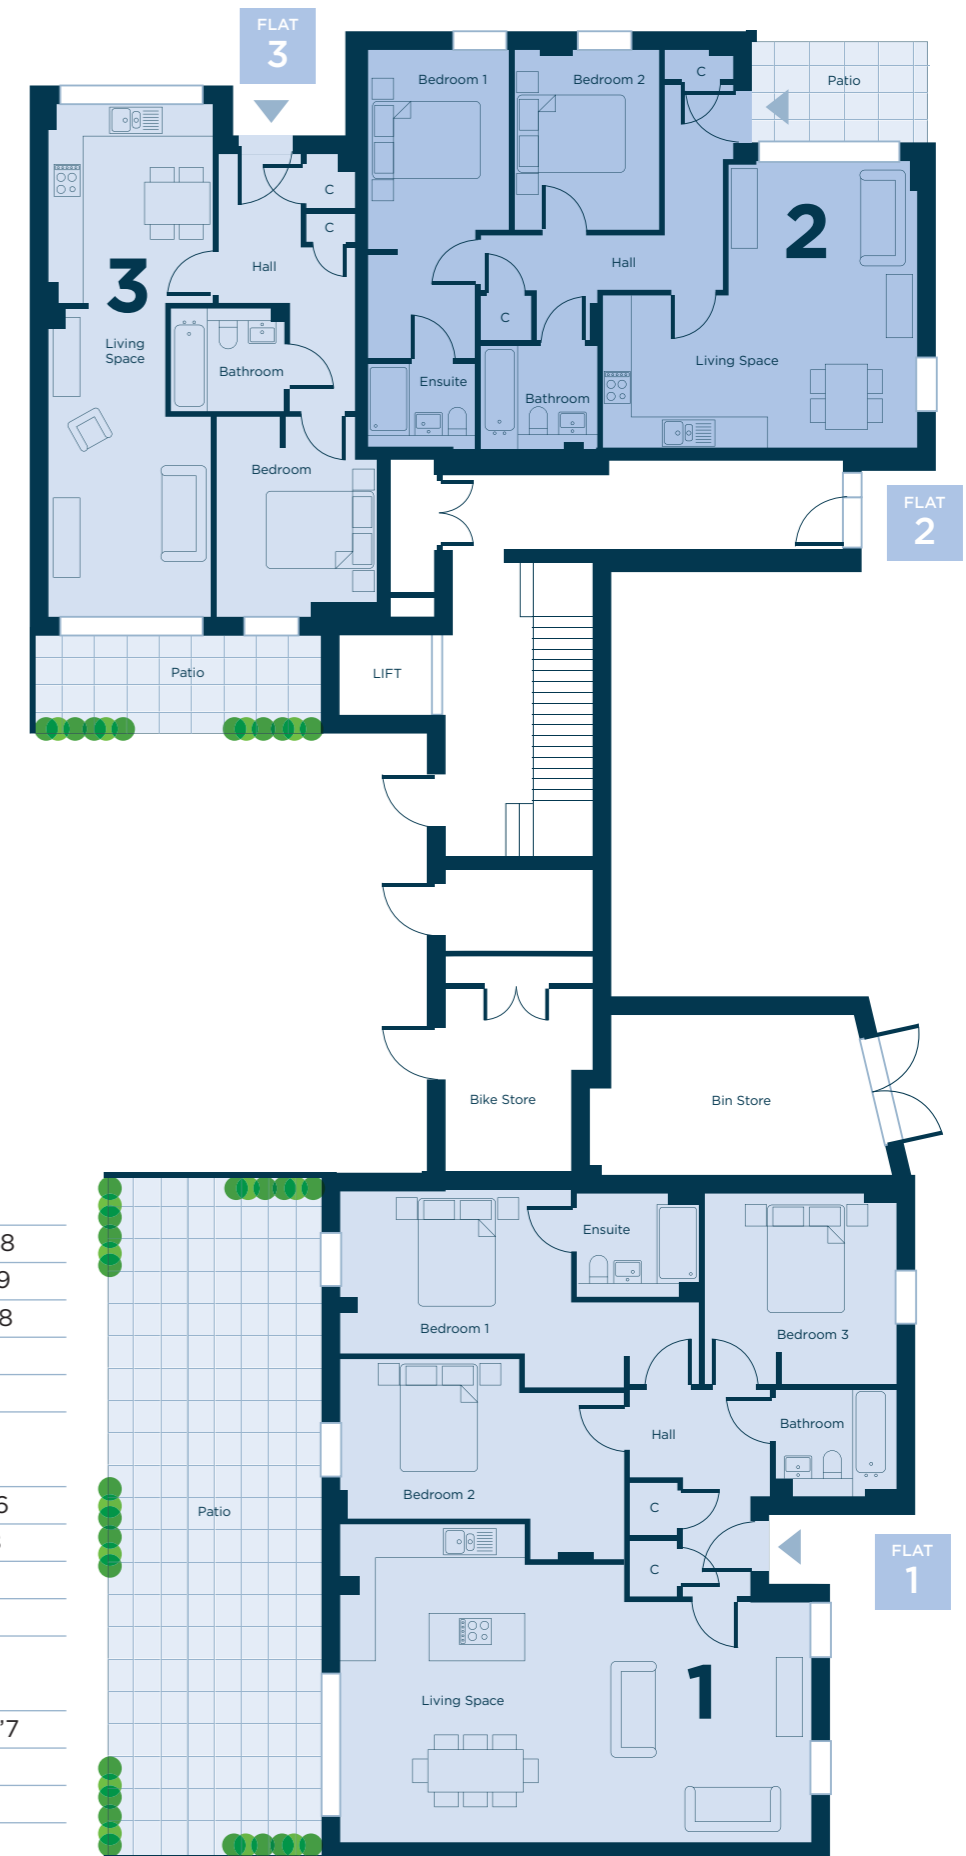 FLAT
3
Bedroom 1
Bedroom 2
C
Patio
C
C
Hall
3
Living
Space
Bathroom
Bedroom
Patio
2
Hall
C
Living Space
Ensuite
Bathroom
FLAT
2
LIFT
Bike Store
Bin Store
8
9
8
6
’7
Ensuite
Bedroom 1
Bedroom 3
Bathroom
Hall
Bedroom 2
C
Patio
C
FLAT
1
1
Living Space